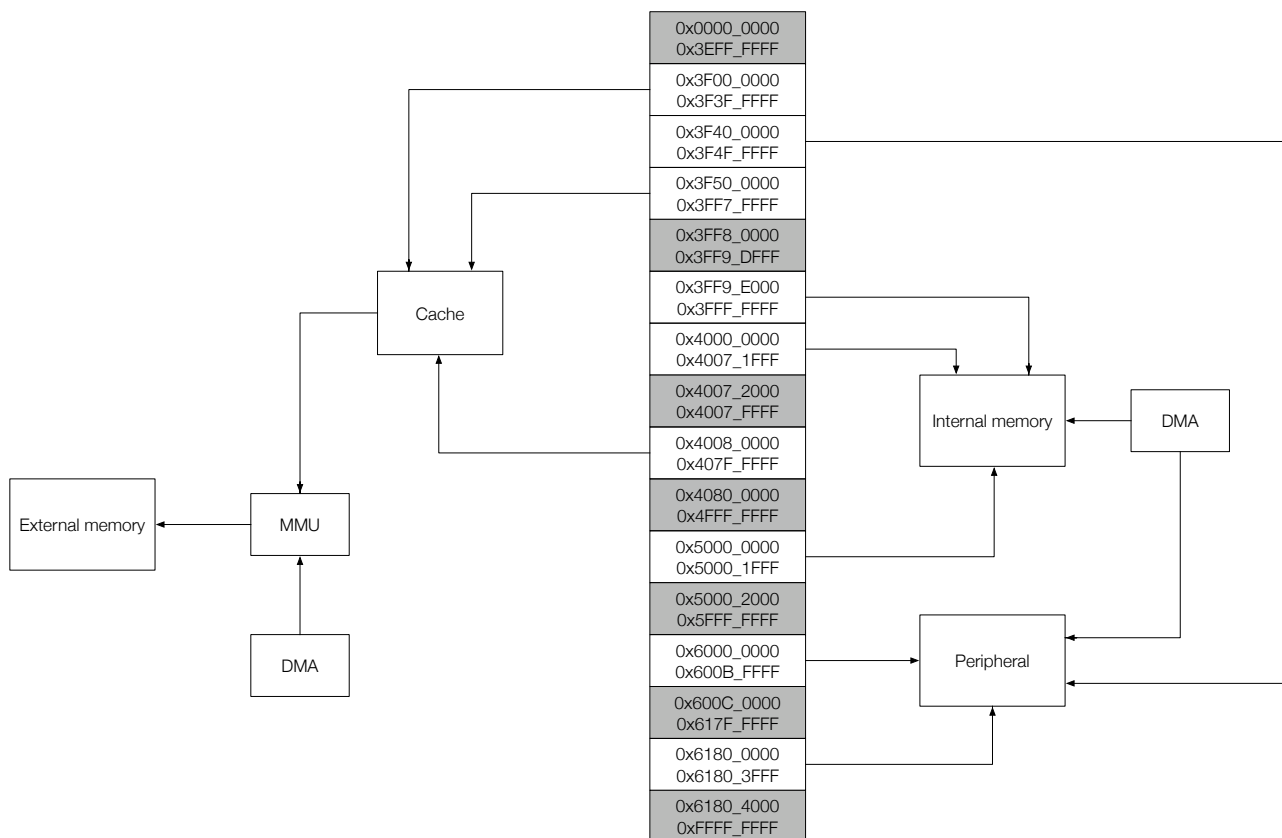 0x0000_0000
0x3EFF_FFFF
0x3F00_0000
0x3F3F_FFFF
0x3F40_0000
0x3F4F_FFFF
0x3F50_0000
0x3FF7_FFFF
0x3FF8_0000
0x3FF9_DFFF
0x3FF9_E000
0x3FFF_FFFF
0x4000_0000
0x4007_1FFF
0x4007_2000
0x4007_FFFF
0x4008_0000
0x407F_FFFF
0x4080_0000
0x4FFF_FFFF
0x5000_0000
0x5000_1FFF
0x5000_2000
0x5FFF_FFFF
0x6000_0000
0x600B_FFFF
0x600C_0000
0x617F_FFFF
0x6180_0000
0x6180_3FFF
0x6180_4000
0xFFFF_FFFF
Cache
External memory
MMU
DMA
Internal memory
DMA
Peripheral